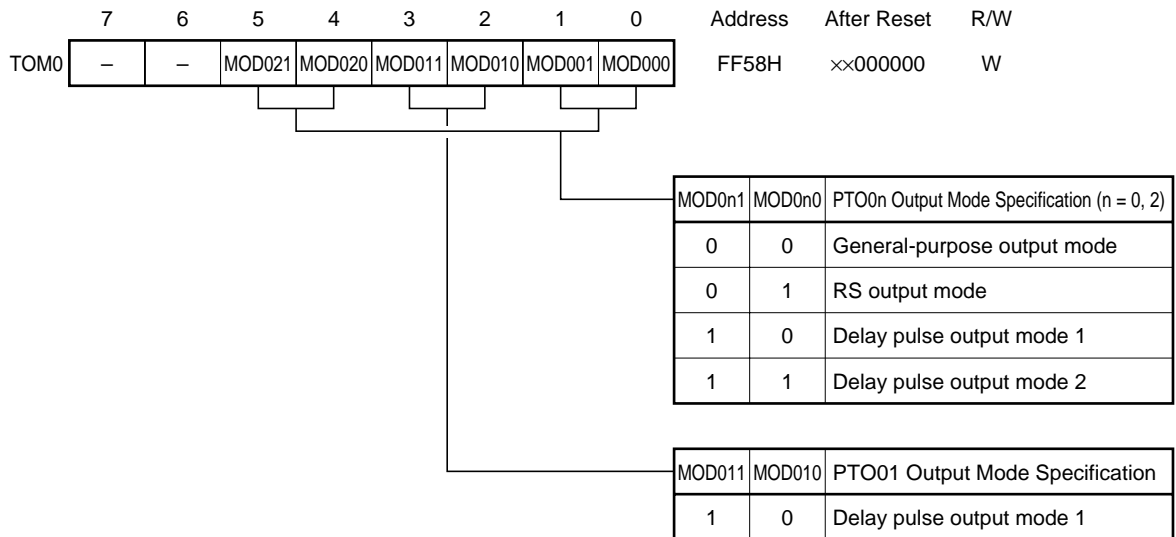 7 6 5 4 3 2 1 0 Address After Reset R/W
TOM0 – – MOD021 MOD020 MOD011 MOD010 MOD001 MOD000 FF58H ××000000 W
MOD0n1 MOD0n0 PTO0n Output Mode Specification (n = 0, 2)
0 0 General-purpose output mode
0 1 RS output mode
1 0 Delay pulse output mode 1
1 1 Delay pulse output mode 2
MOD011 MOD010 PTO01 Output Mode Specification
1 0 Delay pulse output mode 1